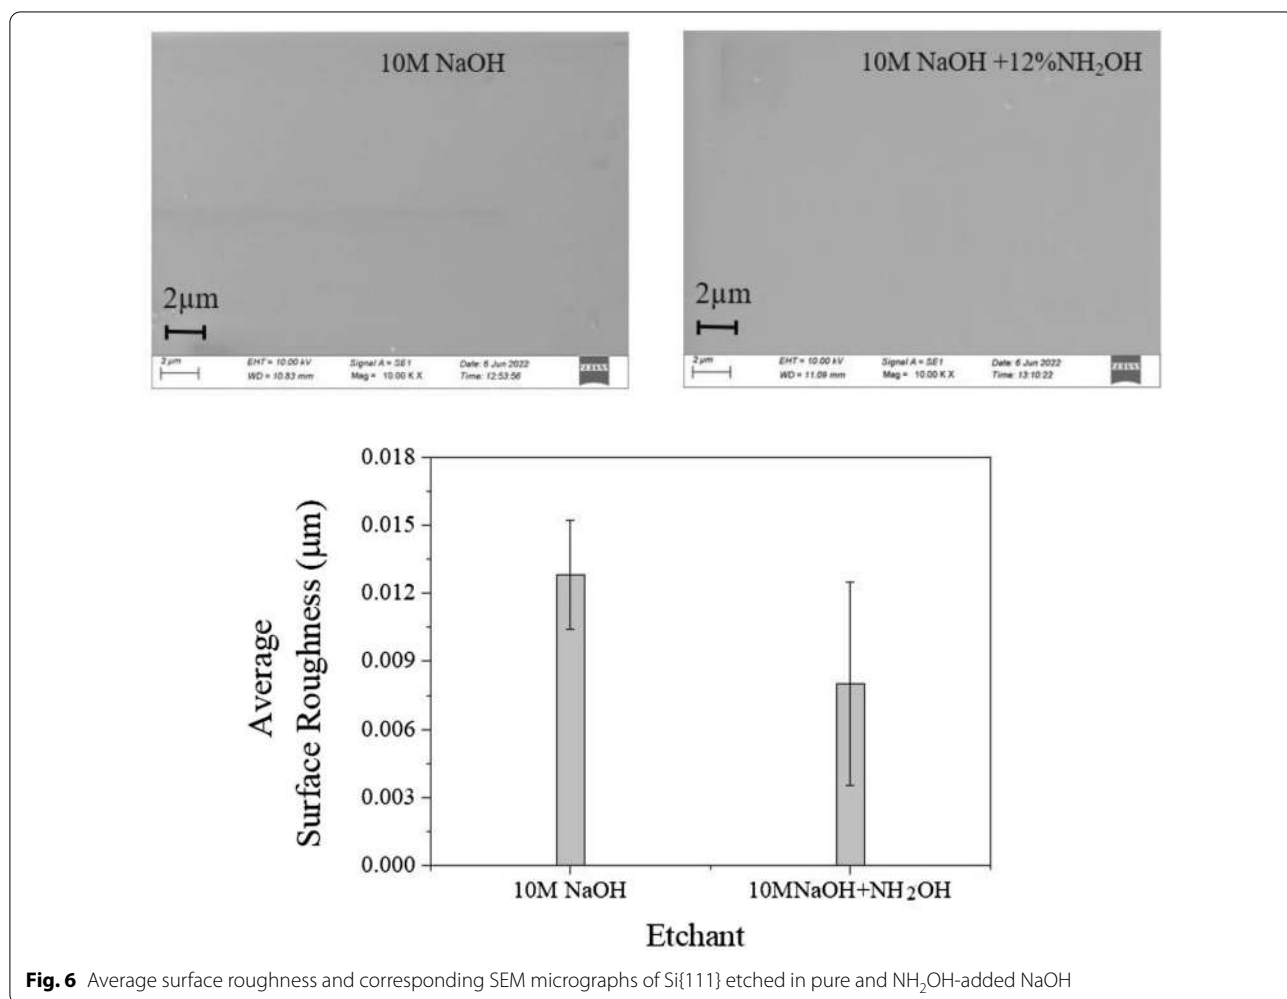 10M NaOH
2μm
2 μm
EHT = 10.00 kV Signal A = SE1 Date: 6 Jun 2022
WD = 10.83 mm Mag = 10.00 K X Time: 12:53:56
ZEISS
10M NaOH +12%NH₂OH
2μm
2 μm
EHT = 10.00 kV Signal A = SE1 Date: 6 Jun 2022
WD = 11.09 mm Mag = 10.00 K X Time: 13:10:22
ZEISS
Average
Surface Roughness (μm)
0.018
0.015
0.012
0.009
0.006
0.003
0.000
10M NaOH 10MNaOH+NH₂OH
Etchant
Fig. 6 Average surface roughness and corresponding SEM micrographs of Si{111} etched in pure and NH₂OH-added NaOH